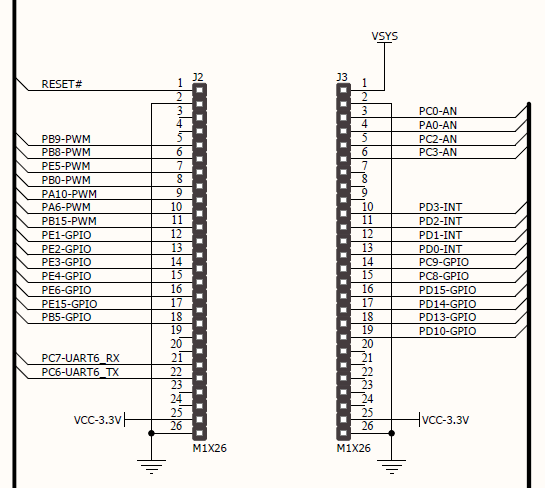 VSYS
J2
J3
RESET# 1
2
3
4
PB9-PWM 5
PB8-PWM 6
PE5-PWM 7
PB0-PWM 8
PA10-PWM 9
PA6-PWM 10
PB15-PWM 11
PE1-GPIO 12
PE2-GPIO 13
PE3-GPIO 14
PE4-GPIO 15
PE6-GPIO 16
PE15-GPIO 17
PB5-GPIO 18
19
20
PC7-UART6_RX 21
PC6-UART6_TX 22
23
24
VCC-3.3V 25
26
M1X26
1
2
3 PC0-AN
4 PA0-AN
5 PC2-AN
6 PC3-AN
7
8
9
10 PD3-INT
11 PD2-INT
12 PD1-INT
13 PD0-INT
14 PC9-GPIO
15 PC8-GPIO
16 PD15-GPIO
17 PD14-GPIO
18 PD13-GPIO
19 PD10-GPIO
20
21
22
23
24
25 VCC-3.3V
26
M1X26